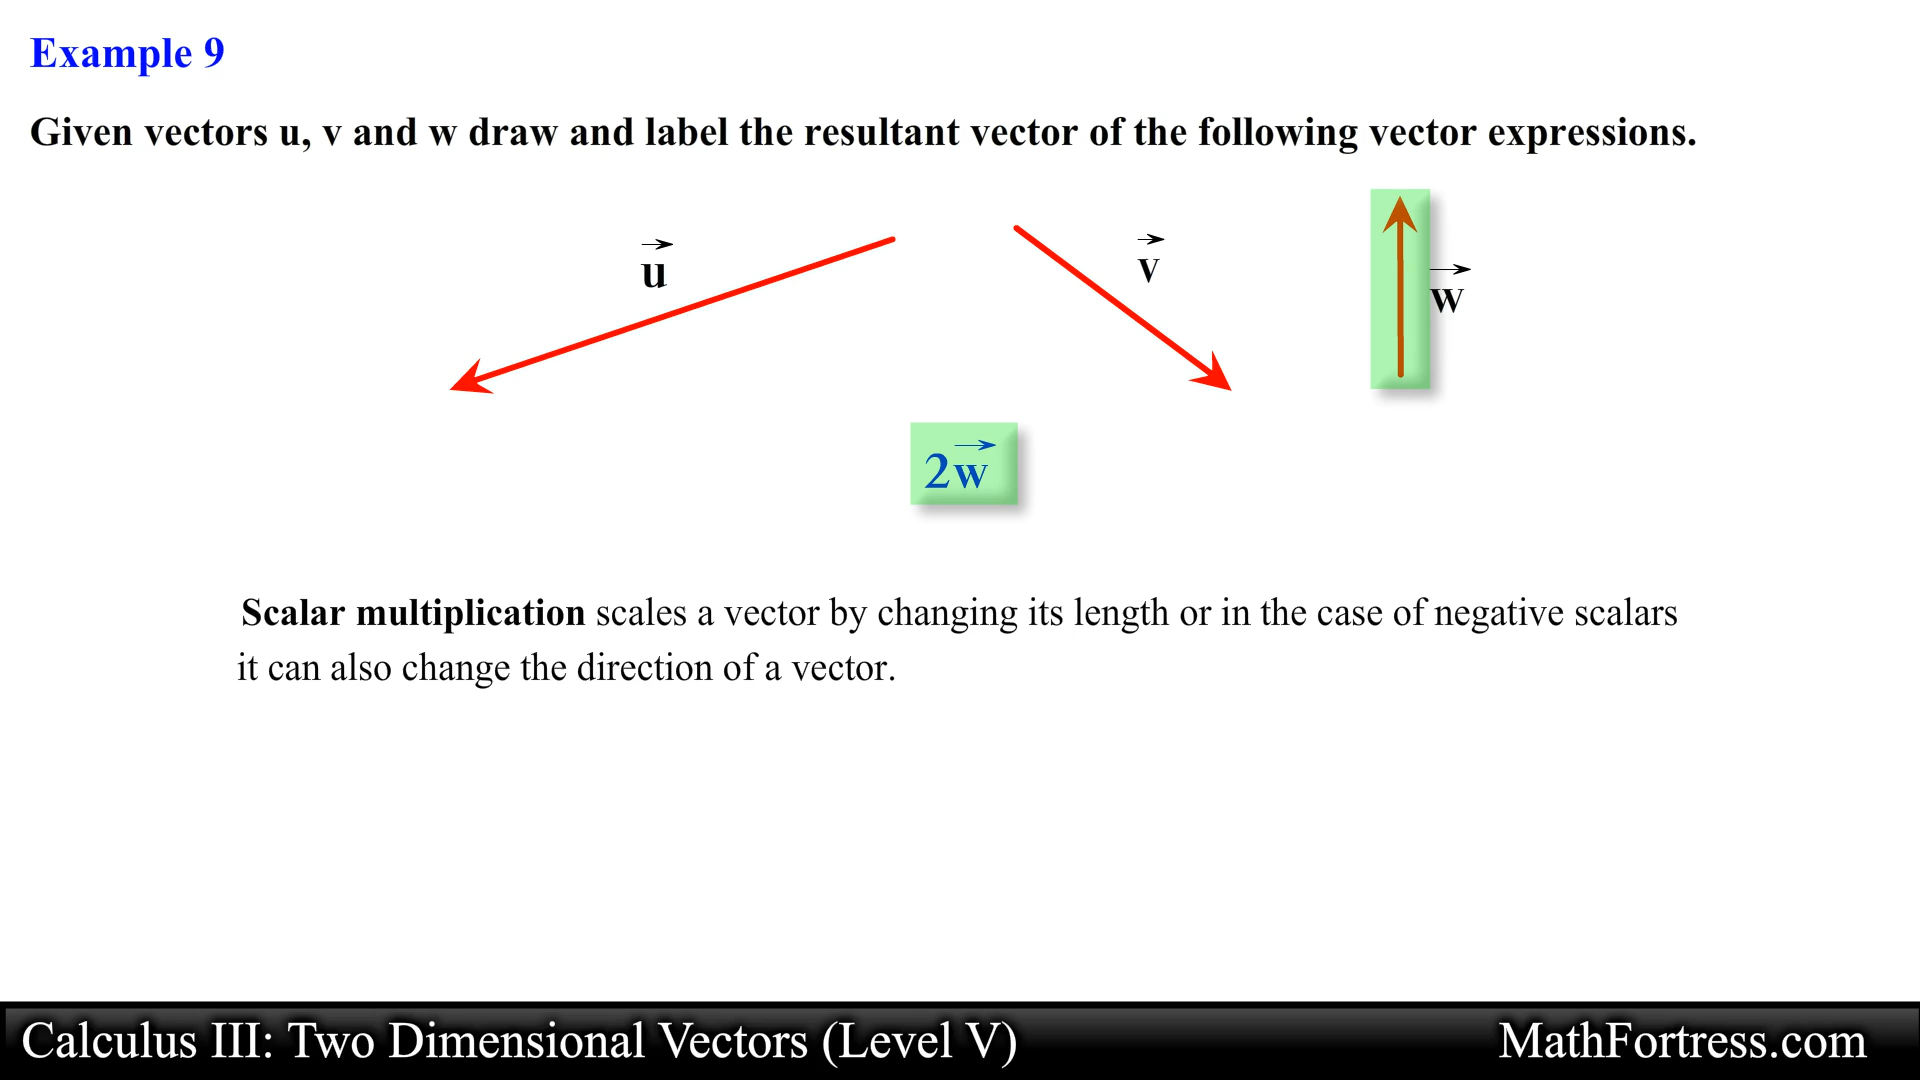 Example 9
Given vectors u, v and w draw and label the resultant vector of the following vector expressions.
u⃗
v⃗
w⃗
2w⃗
Scalar multiplication scales a vector by changing its length or in the case of negative scalars
it can also change the direction of a vector.
Calculus III: Two Dimensional Vectors (Level V)
MathFortress.com